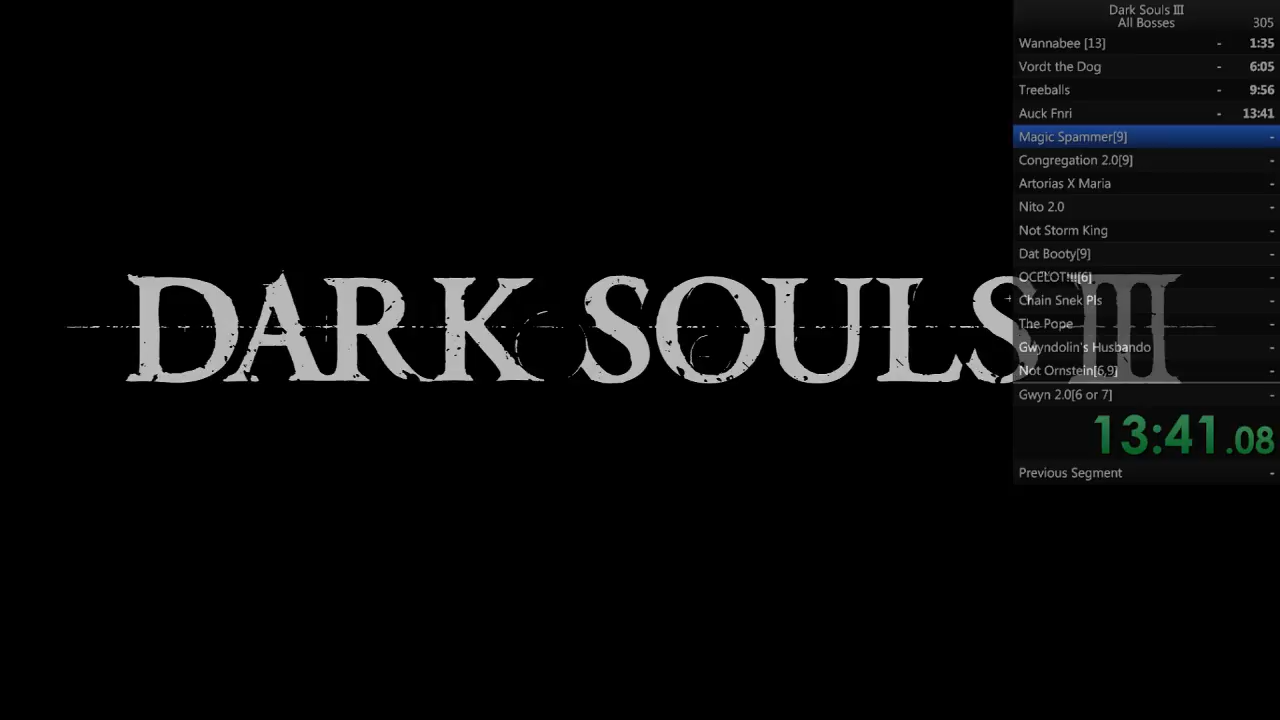 Dark Souls III
All Bosses 305
Wannabee [13] - 1:35
Vordt the Dog - 6:05
Treeballs - 9:56
Auck Fnri - 13:41
Magic Spammer[9] -
Congregation 2.0[9] -
Artorias X Maria -
Nito 2.0 -
Not Storm King -
Dat Booty[9] -
OCELOT!!![6] -
Chain Snek Pls -
The Pope -
Gwyndolin's Husbando -
Not Ornstein[6,9] -
Gwyn 2.0[6 or 7] -
13:41.08
Previous Segment -
DARK SOULS III